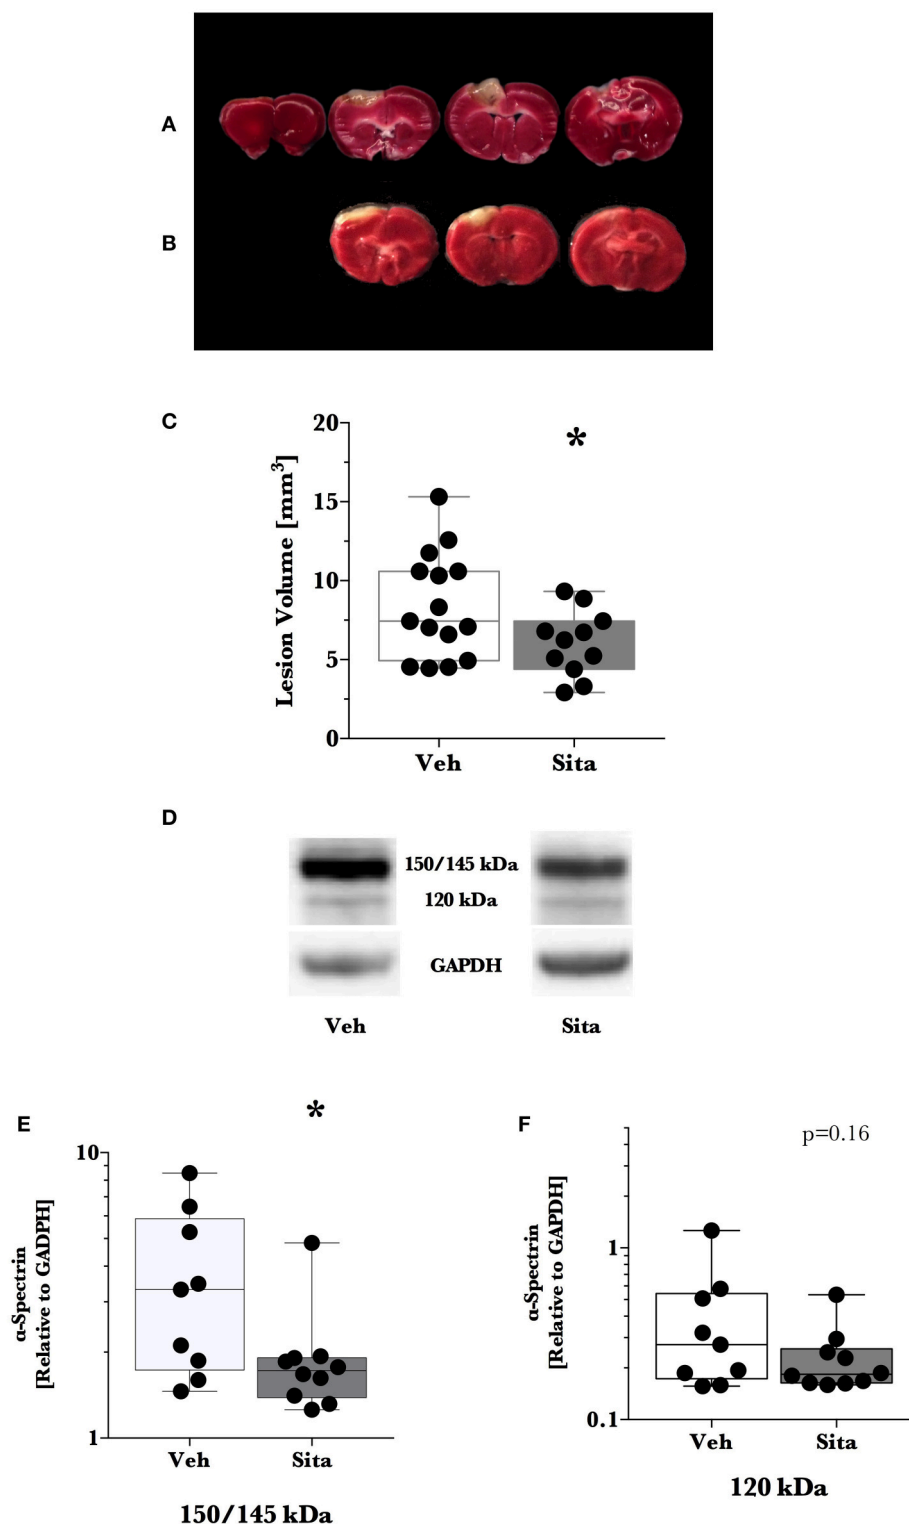 A
B
C
20
15
10
5
0
Lesion Volume [mm³]
*
Veh
Sita
D
150/145 kDa
120 kDa
GAPDH
Veh
Sita
E
*
10
1
α-Spectrin
[Relative to GADPH]
Veh
Sita
150/145 kDa
F
p=0.16
1
0.1
α-Spectrin
[Relative to GAPDH]
Veh
Sita
120 kDa